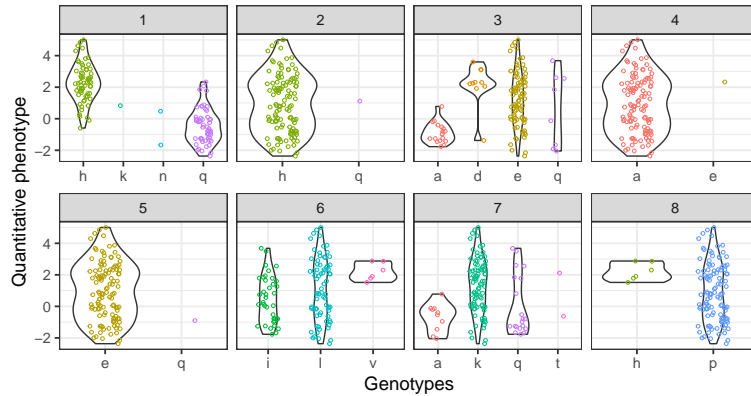 1 2 3 4
4
2
0
−2
h k n q h q a d e q a e
5 6 7 8
4
2
0
−2
e q i l v a k q t h p
Quantitative phenotype
Genotypes